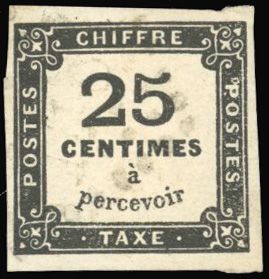 CHIFFRE
POSTES
25
CENTIMES
à
percevoir
POSTES
· TAXE ·